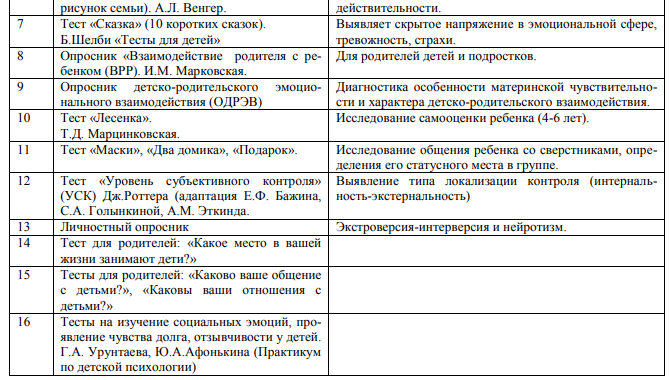 рисунок семьи). А.Л. Венгер.
действительности.
7
Тест «Сказка» (10 коротких сказок).
Б.Шелби «Тесты для детей»
Выявляет скрытое напряжение в эмоциональной сфере,
тревожность, страхи.
8
Опросник «Взаимодействие родителя с ре-
бенком (ВРР). И.М. Марковская.
Для родителей детей и подростков.
9
Опросник детско-родительского эмоцио-
нального взаимодействия (ОДРЭВ)
Диагностика особенности материнской чувствительно-
сти и характера детско-родительского взаимодействия.
10
Тест «Лесенка».
Т.Д. Марцинковская.
Исследование самооценки ребенка (4-6 лет).
11
Тест «Маски», «Два домика», «Подарок».
Исследование общения ребенка со сверстниками, опре-
деления его статусного места в группе.
12
Тест «Уровень субъективного контроля»
(УСК) Дж.Роттера (адаптация Е.Ф. Бажина,
С.А. Голынкиной, А.М. Эткинда.
Выявление типа локализации контроля (интерналь-
ность-экстернальность)
13
Личностный опросник
Экстроверсия-интерверсия и нейротизм.
14
Тест для родителей: «Какое место в вашей
жизни занимают дети?»
15
Тесты для родителей: «Каково ваше общение
с детьми?», «Каковы ваши отношения с
детьми?»
16
Тесты на изучение социальных эмоций, про-
явление чувства долга, отзывчивости у детей.
Г.А. Урунтаева, Ю.А.Афонькина (Практикум
по детской психологии)